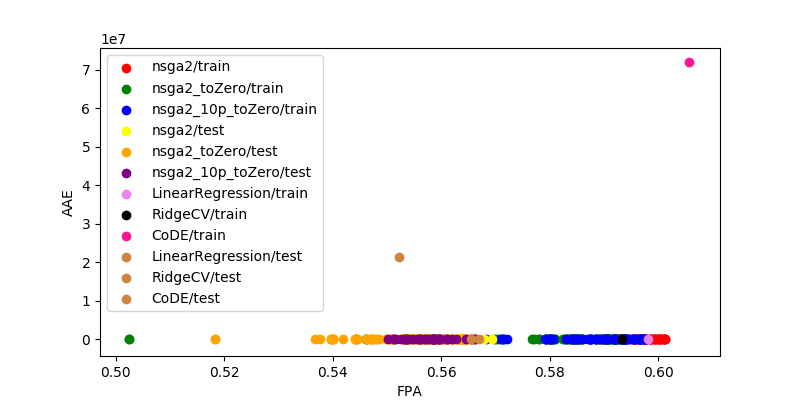 1e7
7
6
5
4
3
2
1
0
AAE
nsga2/train
nsga2_toZero/train
nsga2_10p_toZero/train
nsga2/test
nsga2_toZero/test
nsga2_10p_toZero/test
LinearRegression/train
RidgeCV/train
CoDE/train
LinearRegression/test
RidgeCV/test
CoDE/test
0.50 0.52 0.54 0.56 0.58 0.60
FPA